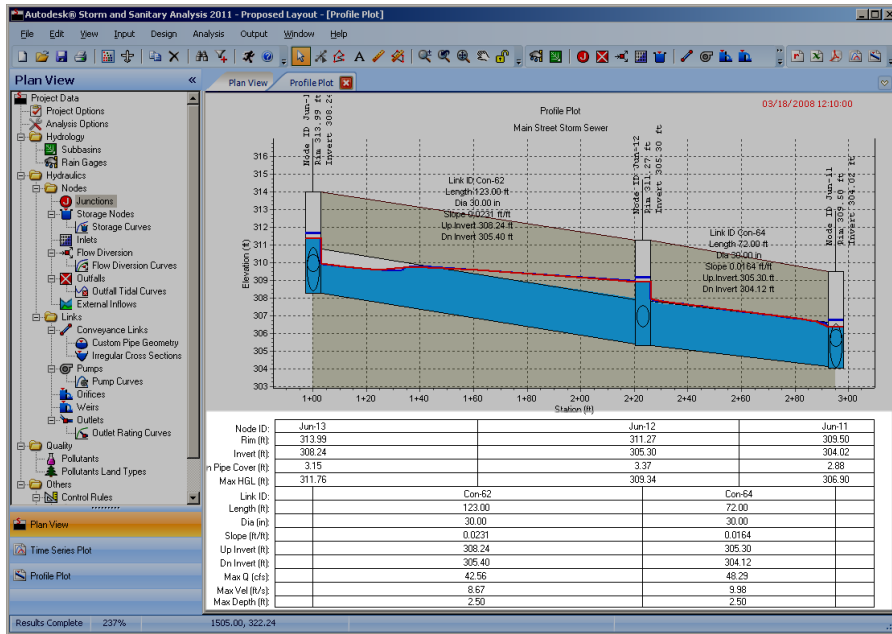 Autodesk® Storm and Sanitary Analysis 2011 - Proposed Layout - [Profile Plot]
File Edit View Input Design Analysis Output Window Help
Plan View «
Project Data
Project Options
Analysis Options
Hydrology
Subbasins
Rain Gages
Hydraulics
Nodes
Junctions
Storage Nodes
Storage Curves
Inlets
Flow Diversion
Flow Diversion Curves
Outfalls
Outfall Tidal Curves
External Inflows
Links
Conveyance Links
Custom Pipe Geometry
Irregular Cross Sections
Pumps
Pump Curves
Orifices
Weirs
Outlets
Outlet Rating Curves
Quality
Pollutants
Pollutants Land Types
Others
Control Rules
Plan View
Time Series Plot
Profile Plot
Plan View Profile Plot
03/18/2008 12:10:00
Profile Plot
Main Street Storm Sewer
Node ID Jun-1
Rim 313.99 ft
Invert 308.24
Node ID Jun-12
Rim 311.27 ft
Invert 305.30 ft
Node ID Jun-11
Rim 309.50 ft
Invert 304.02 ft
Link ID Con-62
Length 123.00 ft
Dia 30.00 in
Slope 0.0231 ft/ft
Up Invert 308.24 ft
Dn Invert 305.40 ft
Link ID Con-64
Length 72.00 ft
Dia 30.00 in
Slope 0.0164 ft/ft
Up Invert 305.30 ft
Dn Invert 304.12 ft
Elevation (ft)
316
315
314
313
312
311
310
309
308
307
306
305
304
303
1+00 1+20 1+40 1+60 1+80 2+00 2+20 2+40 2+60 2+80 3+00
Station (ft)
Node ID: Jun-13 Jun-12 Jun-11
Rim (ft): 313.99 311.27 309.50
Invert (ft): 308.24 305.30 304.02
n Pipe Cover (ft): 3.15 3.37 2.88
Max HGL (ft): 311.76 309.34 306.90
Link ID: Con-62 Con-64
Length (ft): 123.00 72.00
Dia (in): 30.00 30.00
Slope (ft/ft): 0.0231 0.0164
Up Invert (ft): 308.24 305.30
Dn Invert (ft): 305.40 304.12
Max Q (cfs): 42.56 48.29
Max Vel (ft/s): 8.67 9.98
Max Depth (ft): 2.50 2.50
Results Complete 237% 1505.00, 322.24